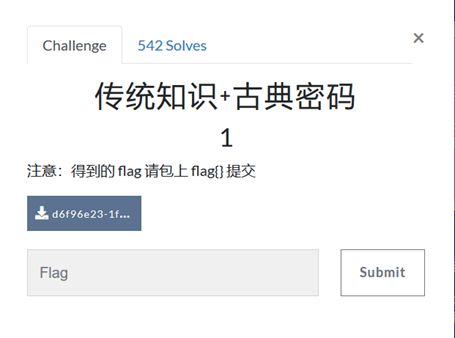 Challenge
542 Solves
×
传统知识+古典密码
1
注意：得到的 flag 请包上 flag{} 提交
d6f96e23-1f...
Flag
Submit